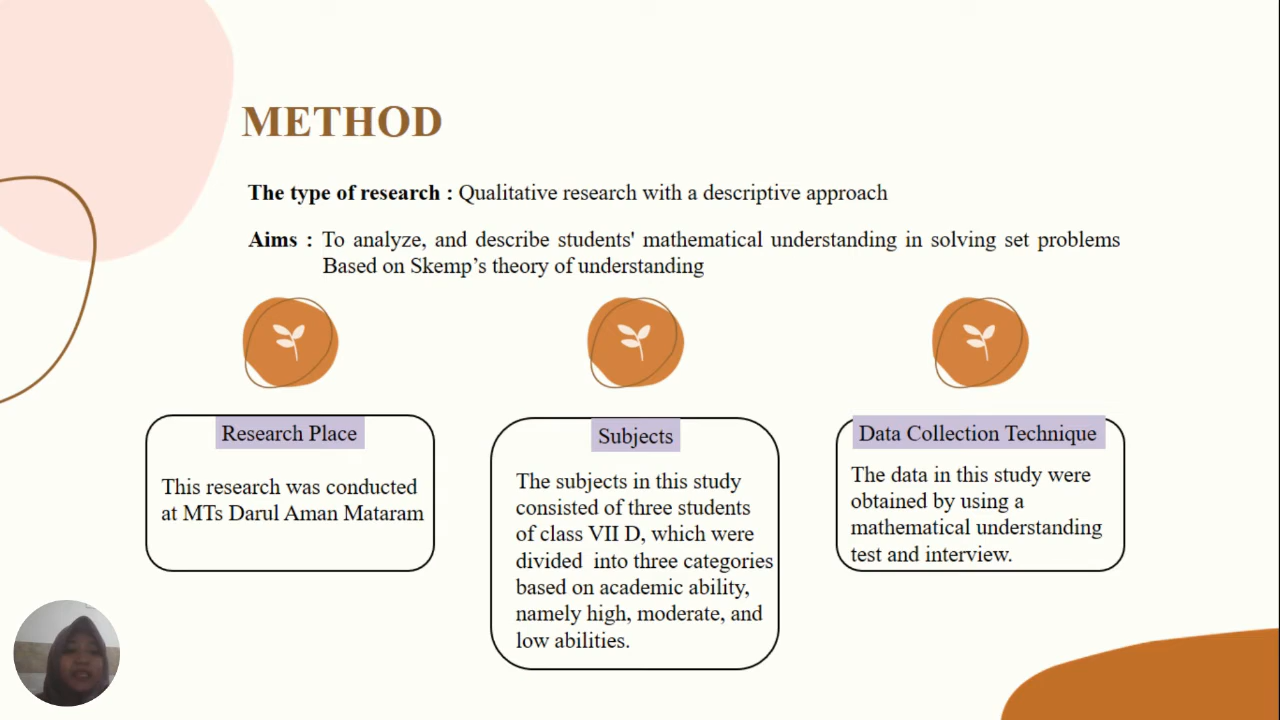 METHOD
The type of research : Qualitative research with a descriptive approach
Aims : To analyze, and describe students' mathematical understanding in solving set problems
Based on Skemp’s theory of understanding
Research Place
This research was conducted
at MTs Darul Aman Mataram
Subjects
The subjects in this study
consisted of three students
of class VII D, which were
divided into three categories
based on academic ability,
namely high, moderate, and
low abilities.
Data Collection Technique
The data in this study were
obtained by using a
mathematical understanding
test and interview.